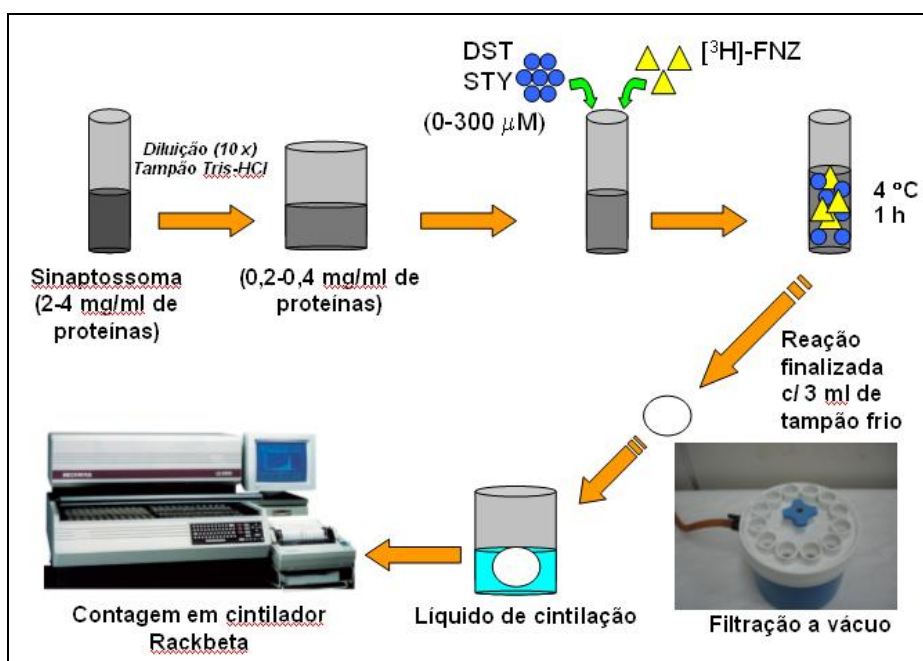 DST
STY
(0-300 μM)
[³H]-FNZ
Diluição (10 x)
Tampão Tris-HCl
4 ºC
1 h
Sinaptossoma
(2-4 mg/ml de
proteínas)
(0,2-0,4 mg/ml de
proteínas)
Reação
finalizada
c/ 3 ml de
tampão frio
Contagem em cintilador
Rackbeta
Líquido de cintilação
Filtração a vácuo